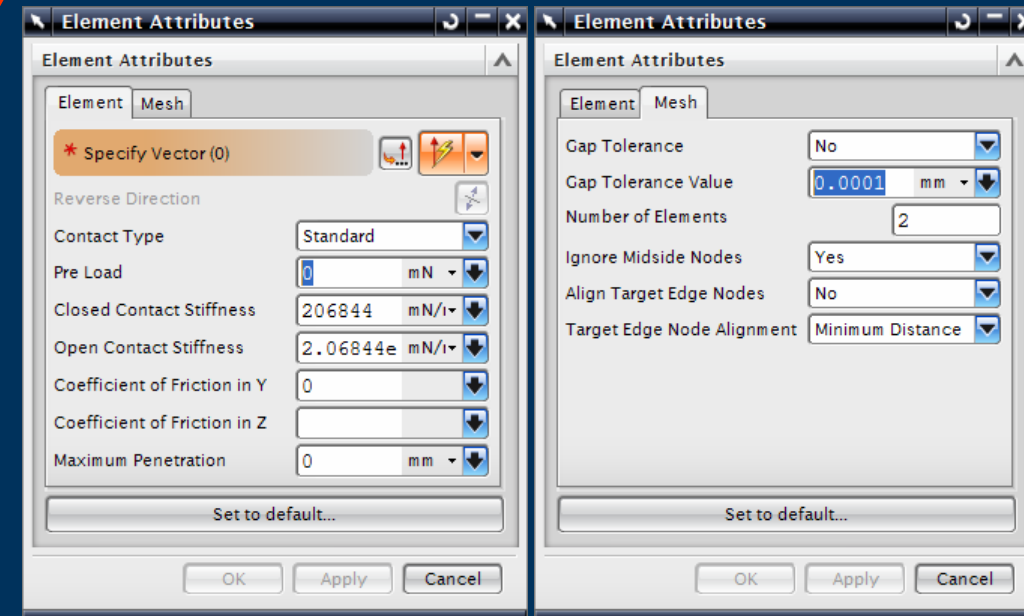 Element Attributes
Element Attributes
Element Mesh
* Specify Vector (0)
Reverse Direction
Contact Type Standard
Pre Load 0 mN
Closed Contact Stiffness 206844 mN/
Open Contact Stiffness 2.06844e mN/
Coefficient of Friction in Y 0
Coefficient of Friction in Z
Maximum Penetration 0 mm
Set to default...
OK Apply Cancel
Element Attributes
Element Attributes
Element Mesh
Gap Tolerance No
Gap Tolerance Value 0.0001 mm
Number of Elements 2
Ignore Midside Nodes Yes
Align Target Edge Nodes No
Target Edge Node Alignment Minimum Distance
Set to default...
OK Apply Cancel